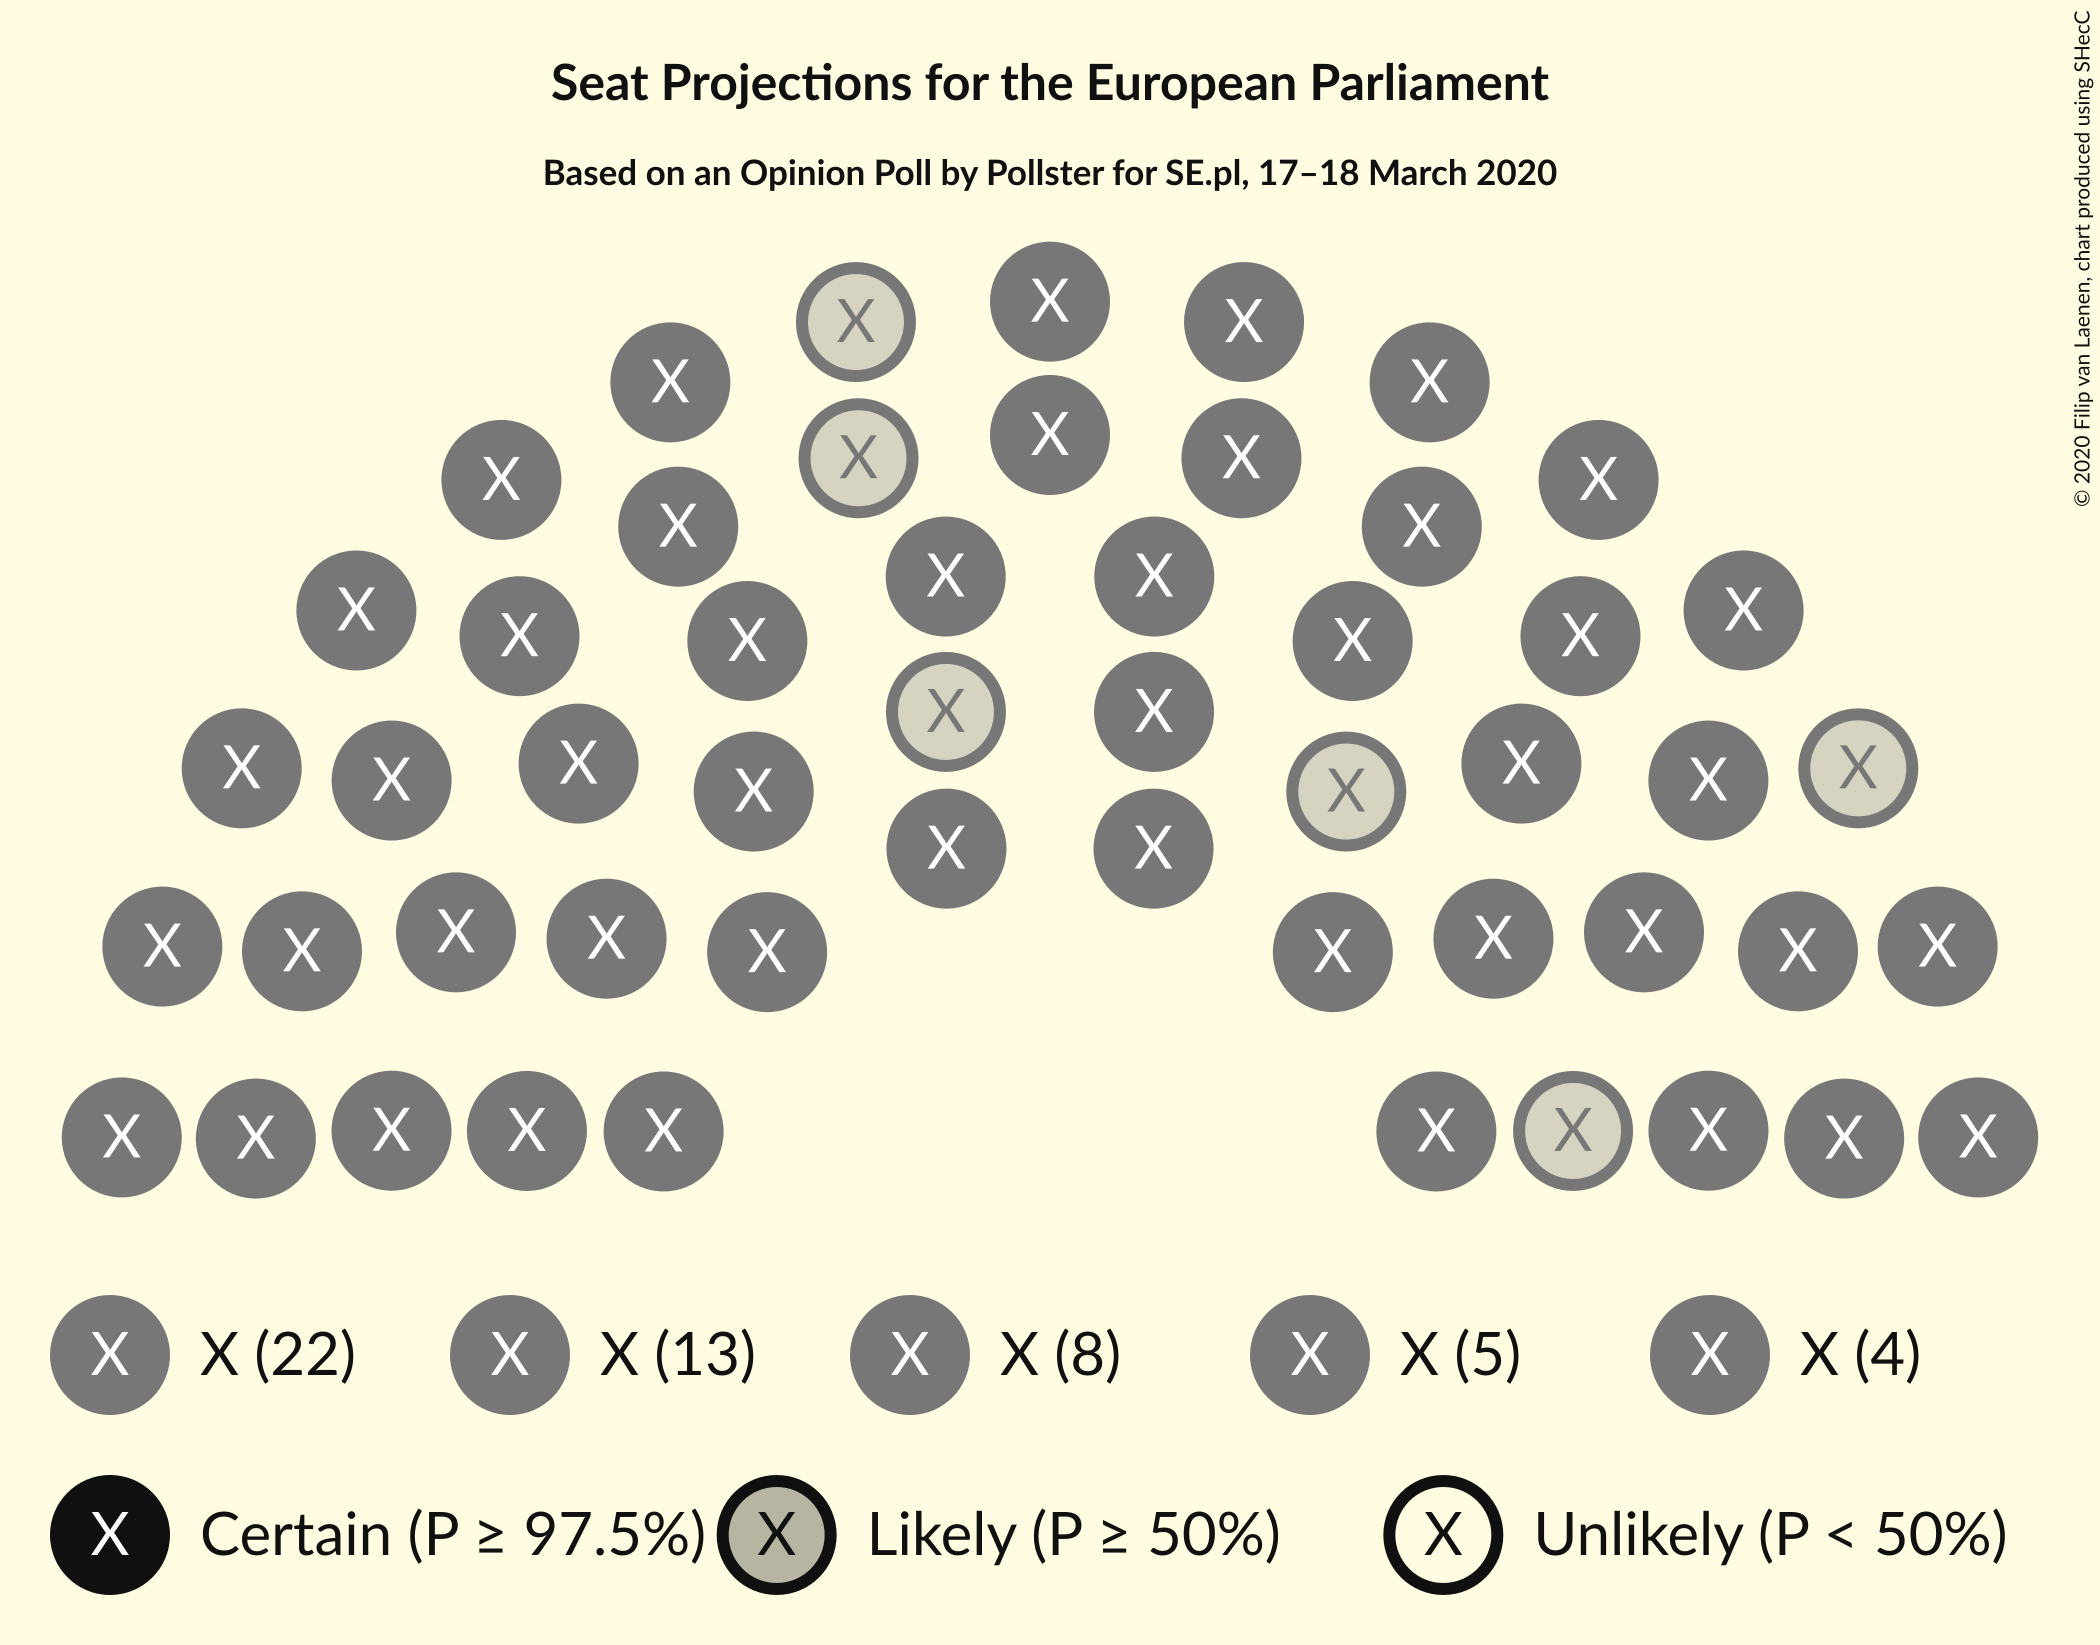 © 2020 Filip van Laenen, chart produced using SHecC
Seat Projections for the European Parliament
Based on an Opinion Poll by Pollster for SE.pl, 17–18 March 2020
X X X
X X
X X X
X X
X X
X X
X X X X X X
X X
X X X X X X X X
X X
X X X X X X X X X X
X X X X X X X X X X
X X (22) X X (13) X X (8) X X (5) X X (4)
X Certain (P ≥ 97.5%) X Likely (P ≥ 50%) X Unlikely (P < 50%)